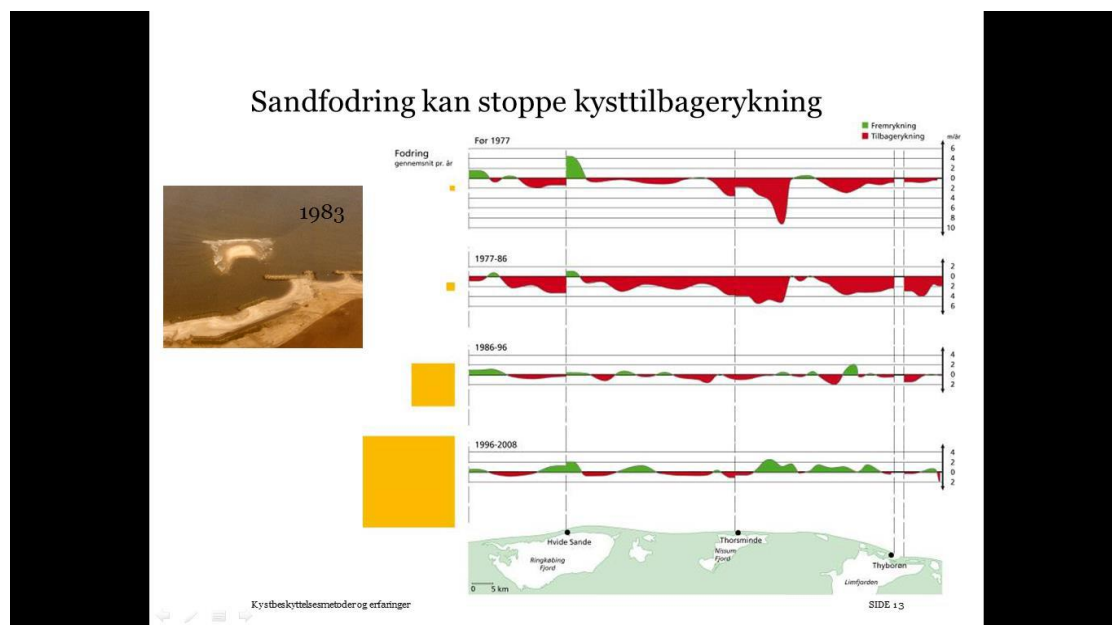 Sandfodring kan stoppe kysttilbagerykning
Fremrykning
Tilbagerykning
m/år
Fodring
gennemsnit pr. år
1983
Før 1977
6
4
2
0
2
4
6
8
10
1977-86
2
0
2
4
6
1986-96
4
2
0
2
1996-2008
4
2
0
2
Hvide Sande
Ringkøbing
Fjord
Thorsminde
Nissum
Fjord
Thyborøn
Limfjorden
0 5 km
Kystbeskyttelsesmetoder og erfaringer
SIDE 13